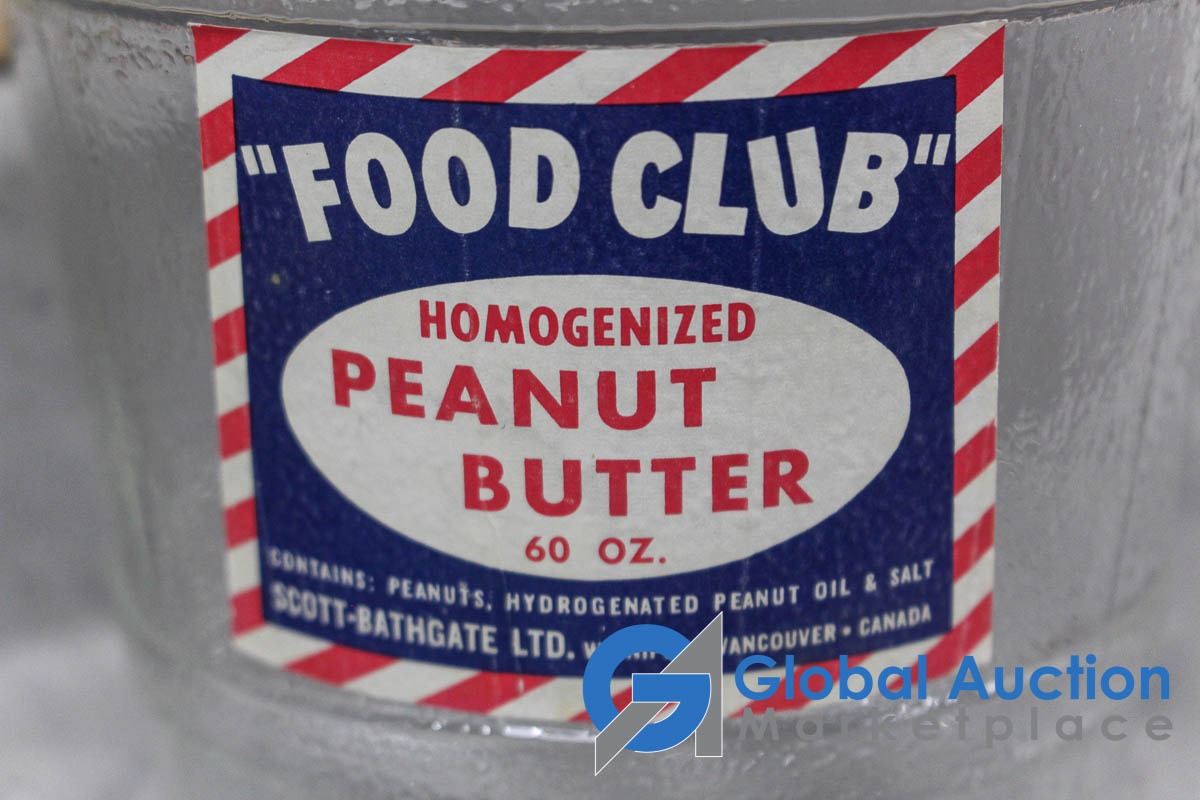 "FOOD CLUB"
HOMOGENIZED
PEANUT
BUTTER
60 OZ.
CONTAINS: PEANUTS, HYDROGENATED PEANUT OIL & SALT
SCOTT-BATHGATE LTD. VANCOUVER • CANADA
GA
Global Auction
Marketplace